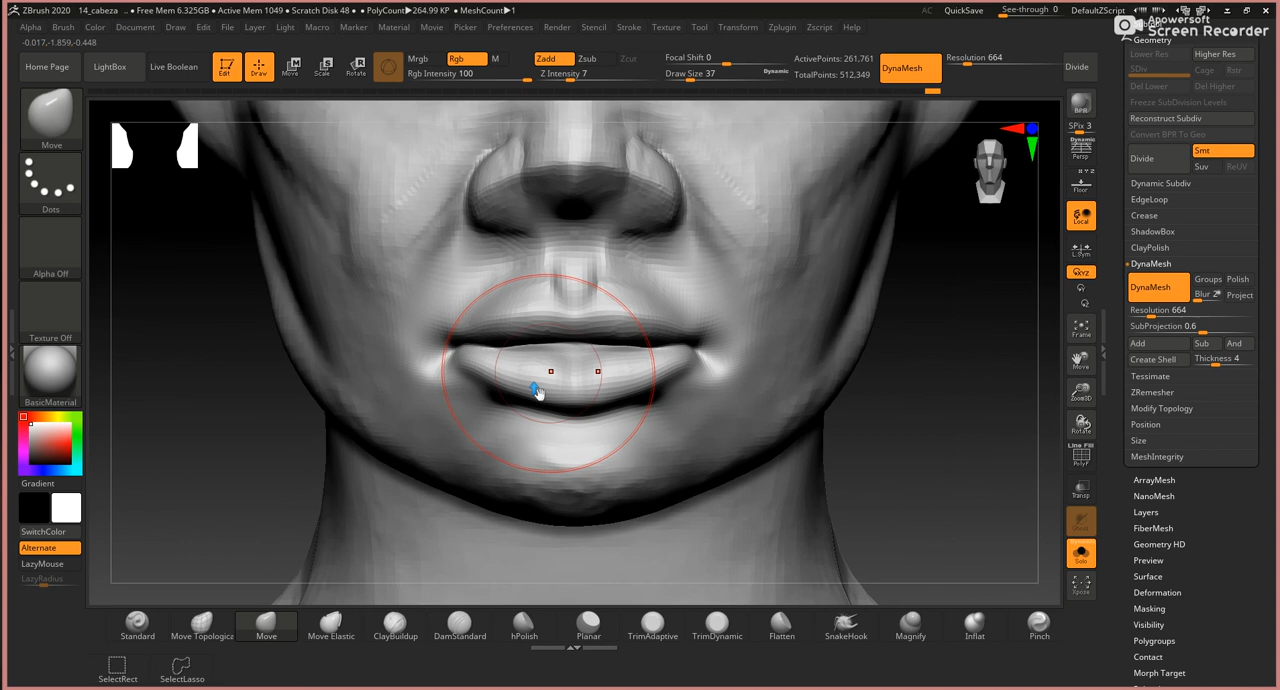 ZBrush 2020
14_cabeza
.. ● Free Mem 6.325GB ● Active Mem 1049 ● Scratch Disk 48 ● PolyCount▶264.99 KP ● MeshCount▶1
AC
QuickSave
See-through 0
DefaultZScript
Apowersoft
Screen Recorder
Alpha
Brush
Color
Document
Draw
Edit
File
Layer
Light
Macro
Marker
Material
Movie
Picker
Preferences
Render
Stencil
Stroke
Texture
Tool
Transform
Zplugin
Zscript
Help
-0.017,-1.859,-0.448
Home Page
LightBox
Live Boolean
Edit
Draw
Move
Scale
Rotate
Mrgb
Rgb
M
Rgb Intensity 100
Zadd
Zsub
Zcut
Z Intensity 7
Focal Shift 0
Draw Size 37
Dynamic
ActivePoints: 261,761
TotalPoints: 512,349
DynaMesh
Resolution 664
Divide
Move
Dots
Alpha Off
Texture Off
BasicMaterial
Gradient
SwitchColor
Alternate
LazyMouse
LazyRadius
BPR
SPix 3
Dynamic
Persp
Floor
Local
L.Sym
XYZ
Frame
Move
Zoom3D
Rotate
Line Fill
PolyF
Transp
Ghost
Solo
Xpose
Geometry
Lower Res
Higher Res
SDiv
Cage
Rstr
Del Lower
Del Higher
Freeze SubDivision Levels
Reconstruct Subdiv
Convert BPR To Geo
Divide
Smt
Suv
ReUV
Dynamic Subdiv
EdgeLoop
Crease
ShadowBox
ClayPolish
DynaMesh
DynaMesh
Groups
Polish
Blur 2
Project
Resolution 664
SubProjection 0.6
Add
Sub
And
Create Shell
Thickness 4
Tessimate
ZRemesher
Modify Topology
Position
Size
MeshIntegrity
ArrayMesh
NanoMesh
Layers
FiberMesh
Geometry HD
Preview
Surface
Deformation
Masking
Visibility
Polygroups
Contact
Morph Target
Standard
Move Topologica
Move
Move Elastic
ClayBuildup
DamStandard
hPolish
Planar
TrimAdaptive
TrimDynamic
Flatten
SnakeHook
Magnify
Inflat
Pinch
SelectRect
SelectLasso